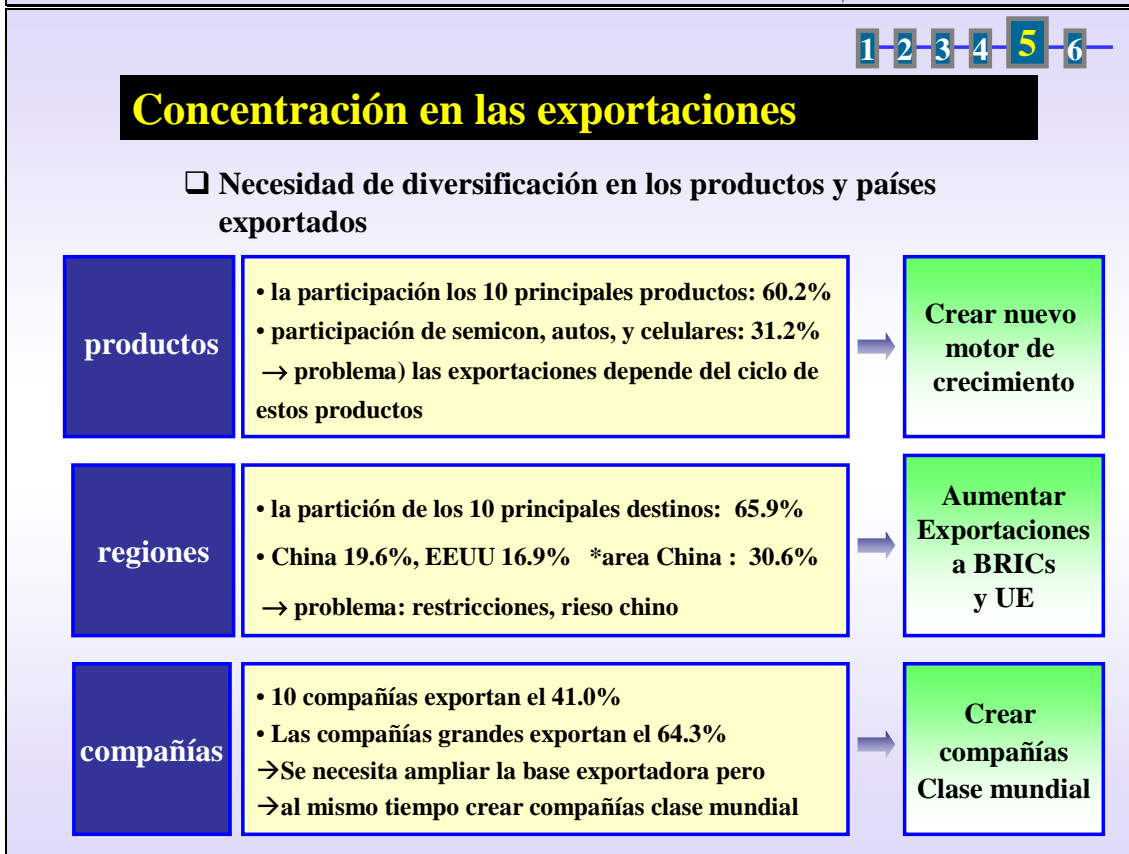 1 2 3 4 5 6
Concentración en las exportaciones
❑ Necesidad de diversificación en los productos y países
exportados
productos
• la participación los 10 principales productos: 60.2%
• participación de semicon, autos, y celulares: 31.2%
→ problema) las exportaciones depende del ciclo de
estos productos
Crear nuevo
motor de
crecimiento
regiones
• la partición de los 10 principales destinos: 65.9%
• China 19.6%, EEUU 16.9% *area China : 30.6%
→ problema: restricciones, rieso chino
Aumentar
Exportaciones
a BRICs
y UE
compañías
• 10 compañías exportan el 41.0%
• Las compañías grandes exportan el 64.3%
→Se necesita ampliar la base exportadora pero
→al mismo tiempo crear compañías clase mundial
Crear
compañías
Clase mundial